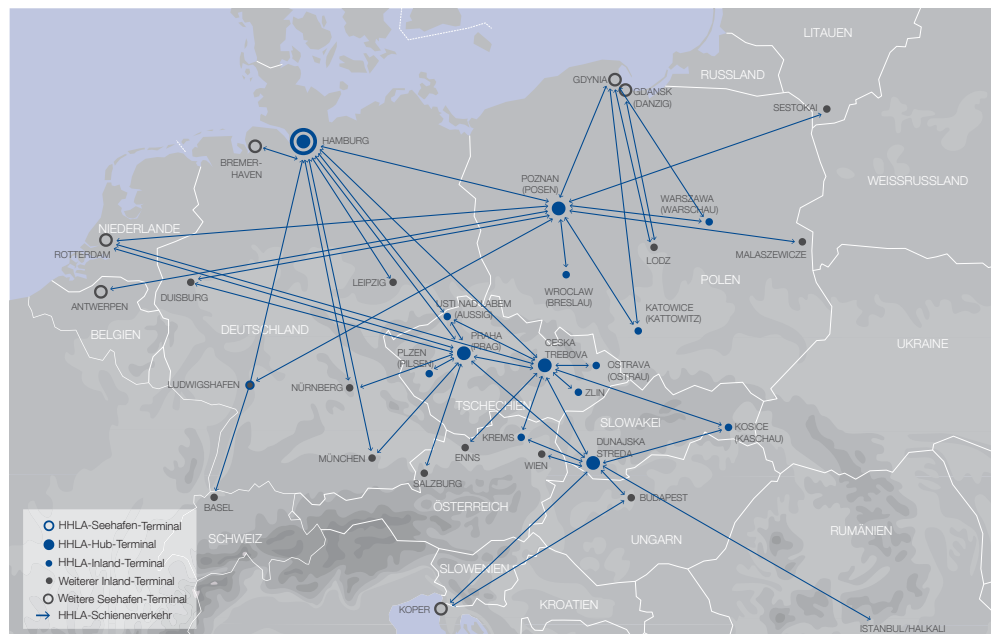 LITAUEN
RUSSLAND
GDYNIA
GDANSK
(DANZIG)
SESTOKAI
HAMBURG
BREMER-
HAVEN
POZNAN
(POSEN)
WEISSRUSSLAND
WARSZAWA
(WARSCHAU)
NIEDERLANDE
ROTTERDAM
LODZ
MALASZEWICZE
ANTWERPEN
DUISBURG
LEIPZIG
WROCLAW
(BRESLAU)
POLEN
KATOWICE
(KATTOWITZ)
USTI NAD LABEM
(AUSSIG)
BELGIEN
DEUTSCHLAND
PRAHA
(PRAG)
CESKA
TREBOVA
UKRAINE
PLZEN
(PILSEN)
OSTRAVA
(OSTRAU)
LUDWIGSHAFEN
NÜRNBERG
ZLIN
TSCHECHIEN
SLOWAKEI
KOSICE
(KASCHAU)
KREMS
DUNAJSKA
STREDA
MÜNCHEN
ENNS
WIEN
SALZBURG
BUDAPEST
BASEL
ÖSTERREICH
SCHWEIZ
UNGARN
RUMÄNIEN
SLOWENIEN
KOPER
KROATIEN
ISTANBUL/HALKALI
HHLA-Seehafen-Terminal
HHLA-Hub-Terminal
HHLA-Inland-Terminal
Weiterer Inland-Terminal
Weitere Seehafen-Terminal
HHLA-Schienenverkehr